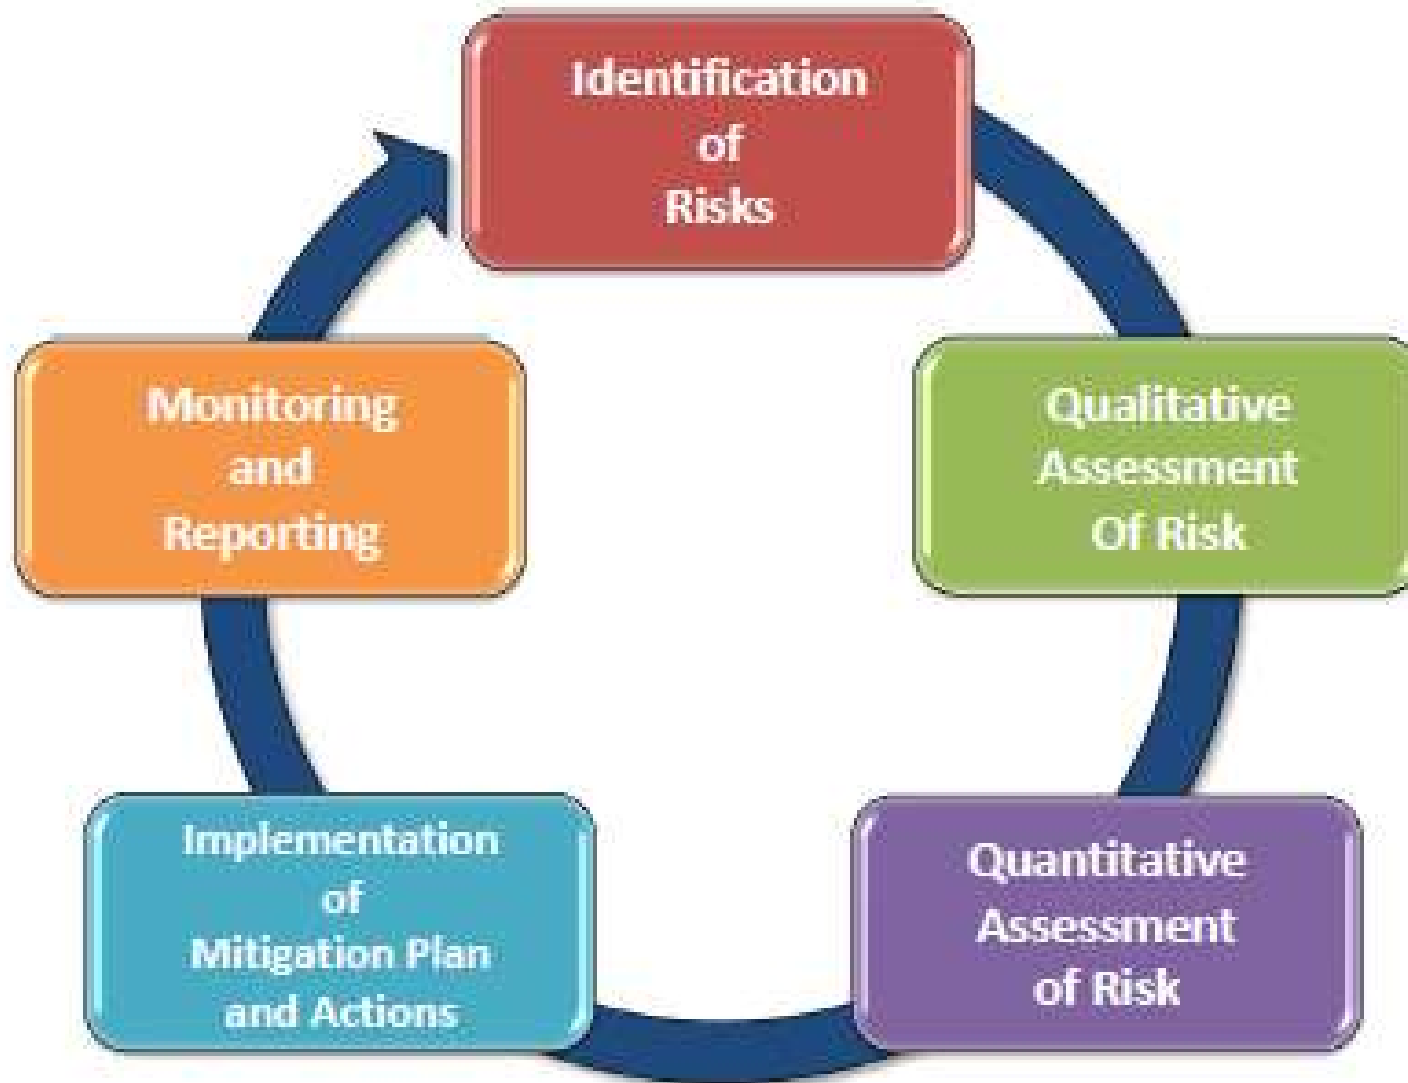 Identification
of
Risks
Qualitative
Assessment
Of Risk
Quantitative
Assessment
of Risk
Implementation
of
Mitigation Plan
and Actions
Monitoring
and
Reporting